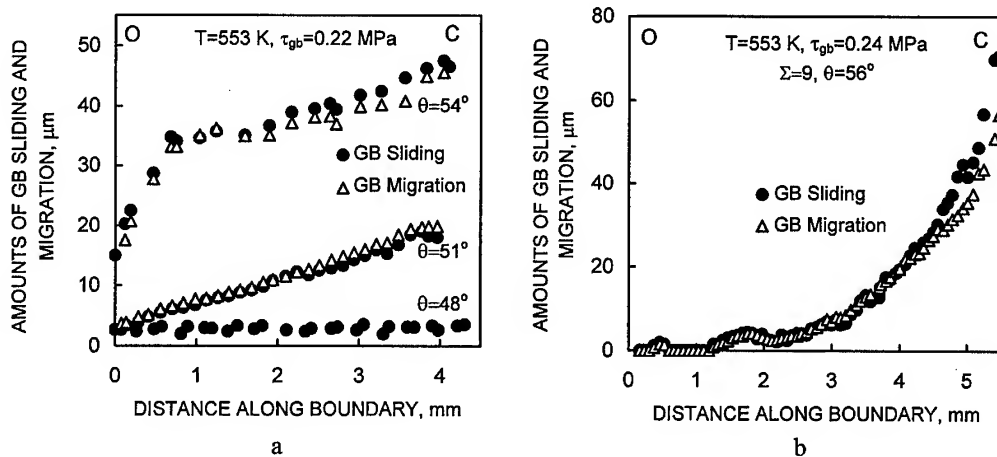 AMOUNTS OF GB SLIDING AND
MIGRATION, μm
50
40
30
20
10
0
O
T=553 K, τgb=0.22 MPa
C
θ=54°
● GB Sliding
△ GB Migration
θ=51°
θ=48°
0
1
2
3
4
DISTANCE ALONG BOUNDARY, mm
a
AMOUNTS OF GB SLIDING AND
MIGRATION, μm
80
60
40
20
0
O
T=553 K, τgb=0.24 MPa
C
Σ=9, θ=56°
● GB Sliding
△ GB Migration
0
1
2
3
4
5
DISTANCE ALONG BOUNDARY, mm
b